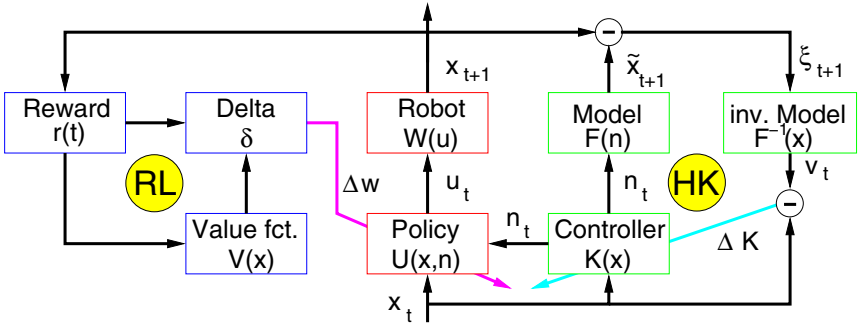 −
x t+1
x̃ t+1
ξ t+1
Reward
r(t)
Delta
δ
Robot
W(u)
Model
F(n)
inv. Model
F⁻¹(x)
RL
Δw
u t
n t
HK
v t
−
Value fct.
V(x)
Policy
U(x,n)
n t
Controller
K(x)
Δ K
x t